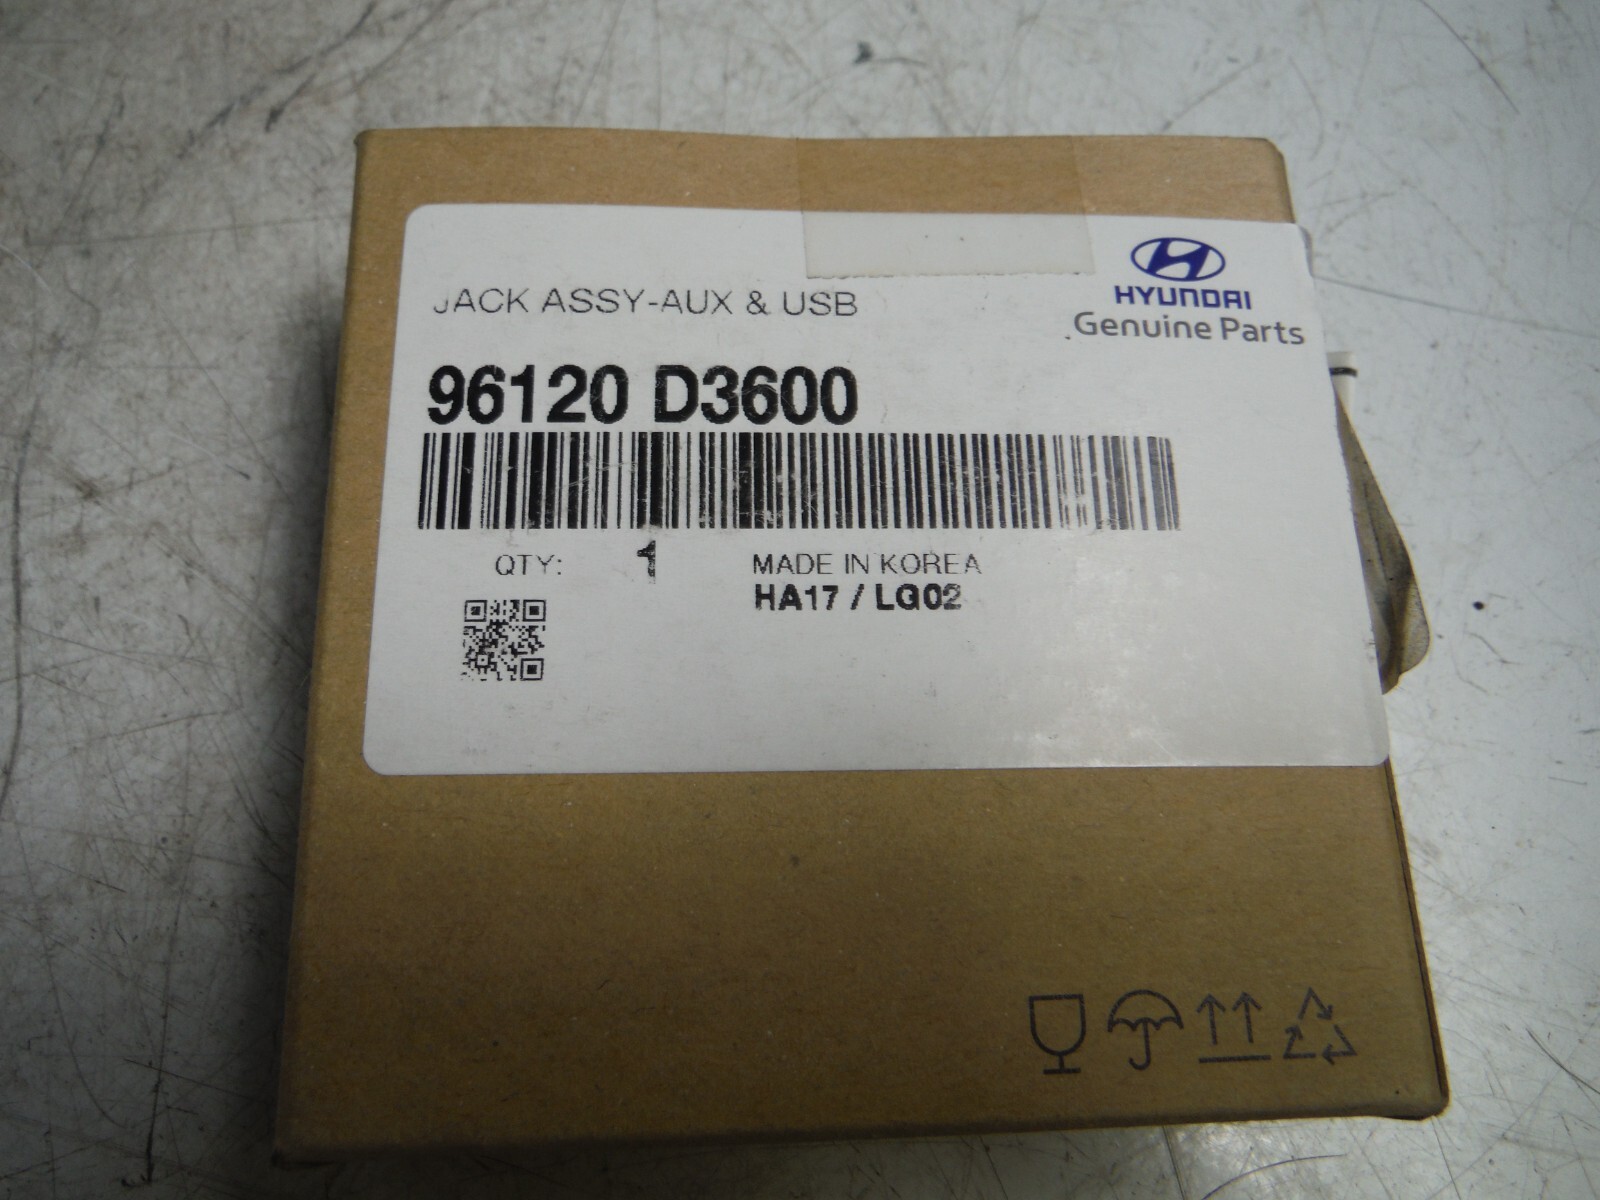 HYUNDAI
Genuine Parts
JACK ASSY-AUX & USB
96120 D3600
QTY: 1 MADE IN KOREA
HA17 / LG02